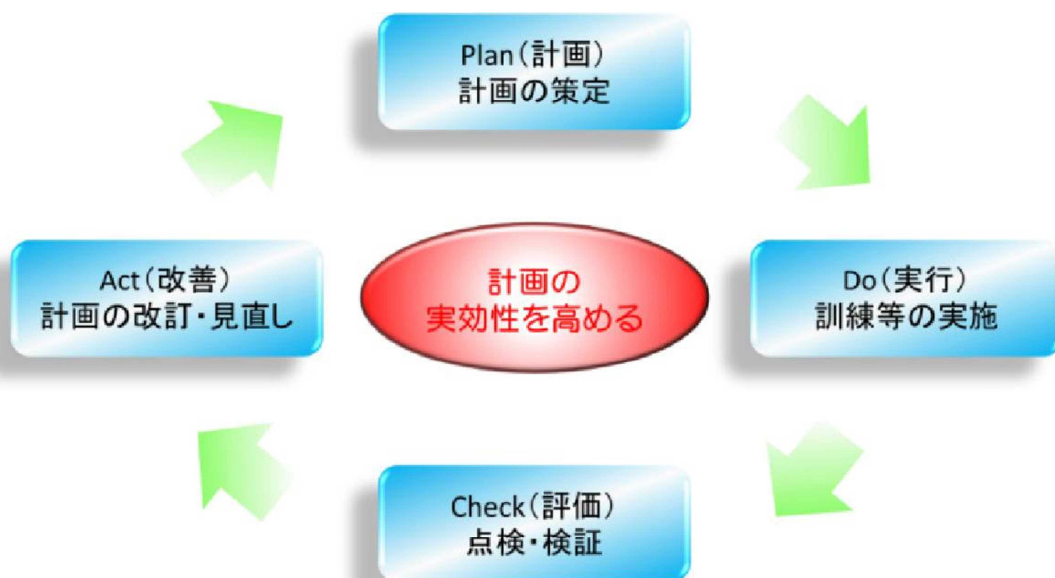 Plan(計画)
計画の策定
Do(実行)
訓練等の実施
Check(評価)
点検・検証
Act(改善)
計画の改訂・見直し
計画の
実効性を高める